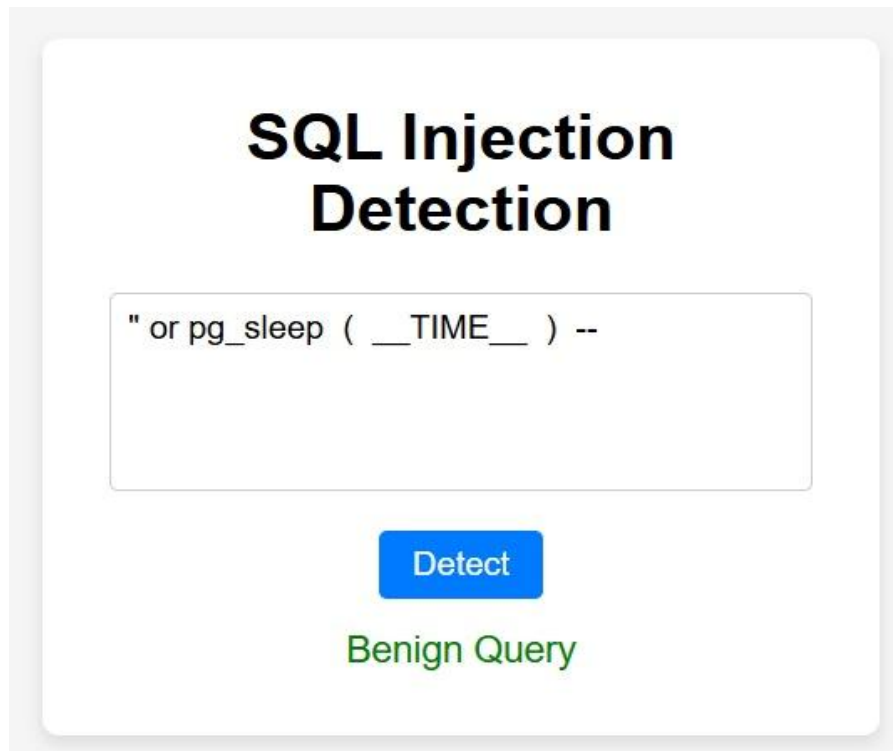 SQL Injection
Detection
" or pg_sleep ( __TIME__ ) --
Detect
Benign Query